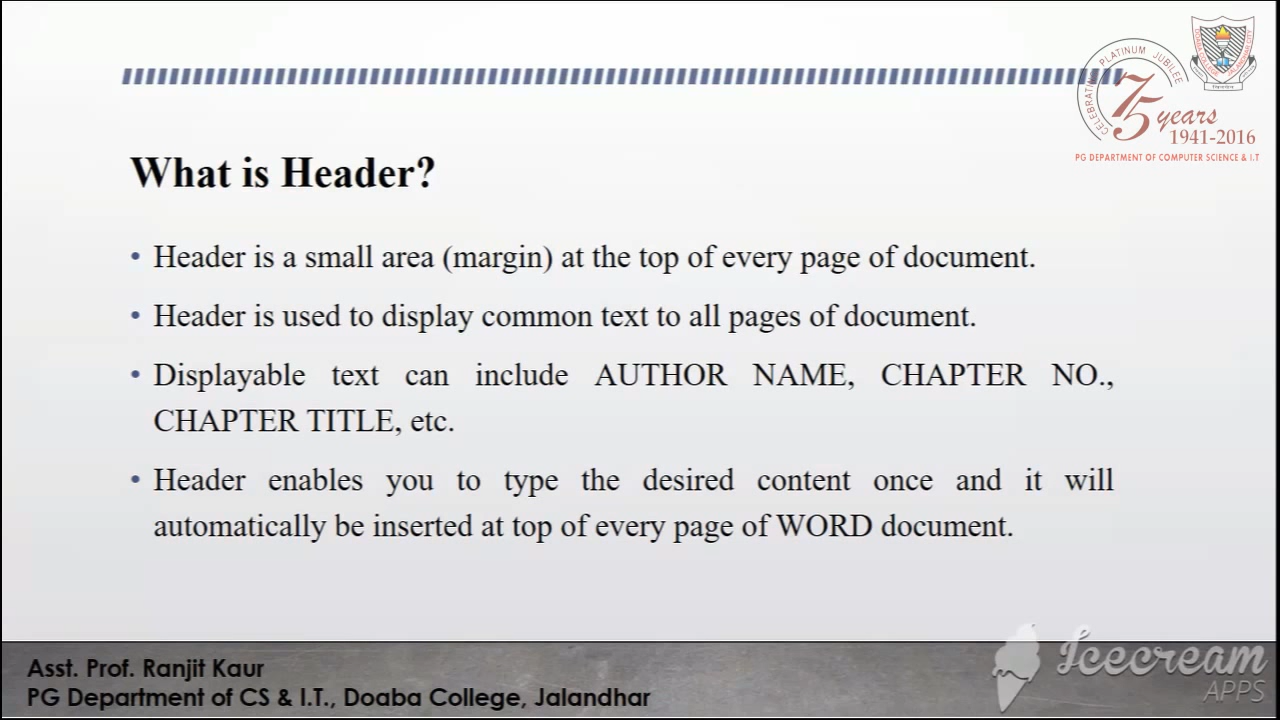 CELEBRATING PLATINUM JUBILEE
75 years
1941-2016
PG DEPARTMENT OF COMPUTER SCIENCE & I.T
What is Header?
• Header is a small area (margin) at the top of every page of document.
• Header is used to display common text to all pages of document.
• Displayable text can include AUTHOR NAME, CHAPTER NO.,
CHAPTER TITLE, etc.
• Header enables you to type the desired content once and it will
automatically be inserted at top of every page of WORD document.
Asst. Prof. Ranjit Kaur
PG Department of CS & I.T., Doaba College, Jalandhar
Icecream
APPS